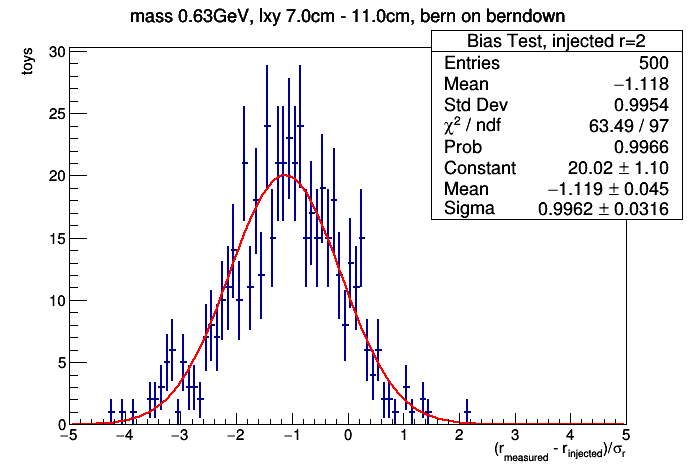 mass 0.63GeV, lxy 7.0cm - 11.0cm, bern on berndown
Bias Test, injected r=2
Entries 500
Mean −1.118
Std Dev 0.9954
χ² / ndf 63.49 / 97
Prob 0.9966
Constant 20.02 ± 1.10
Mean −1.119 ± 0.045
Sigma 0.9962 ± 0.0316
toys
30
25
20
15
10
5
0
−5 −4 −3 −2 −1 0 1 2 3 4 5
(r_measured - r_injected)/σ_r